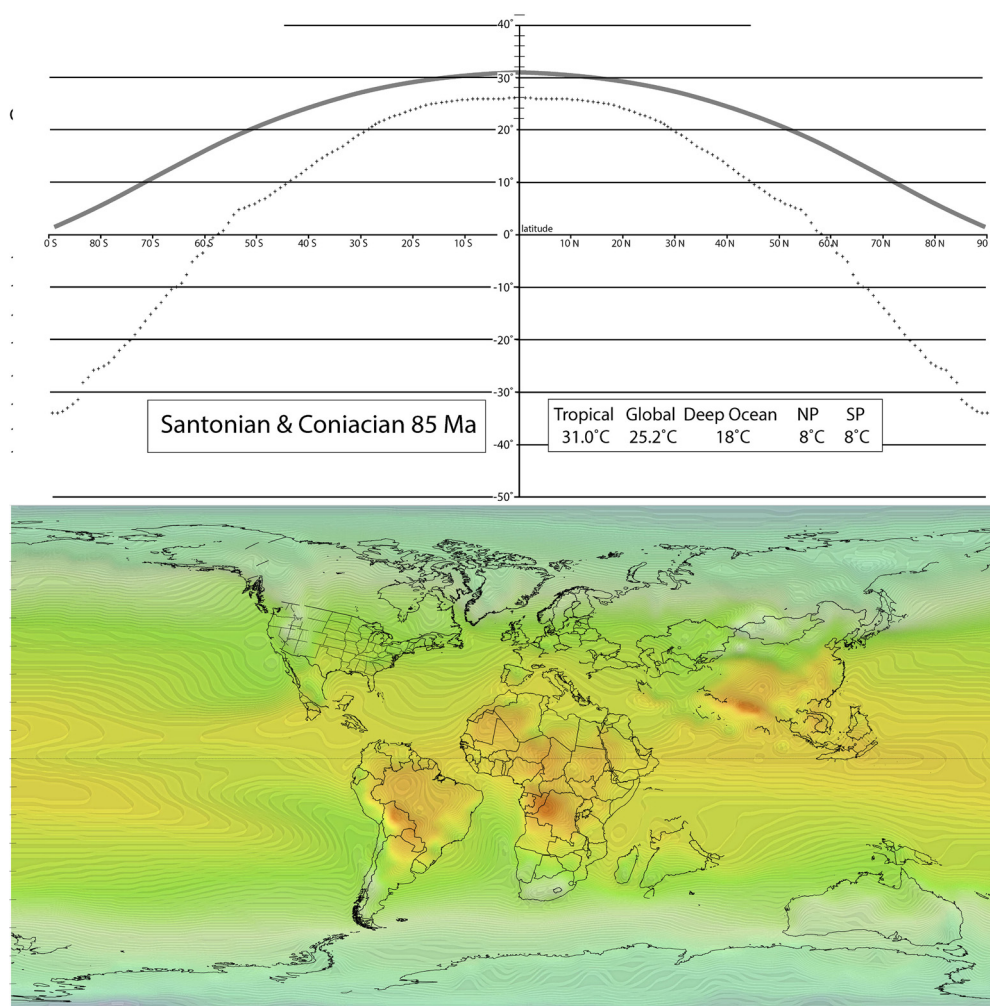 40˚
30˚
20˚
10˚
0˚
latitude
0 S 80 S 70 S 60 S 50 S 40 S 30 S 20 S 10 S 10 N 20 N 30 N 40 N 50 N 60 N 70 N 80 N 90
-10˚
-20˚
-30˚
-40˚
-50˚
Santonian & Coniacian 85 Ma
Tropical Global Deep Ocean NP SP
31.0˚C 25.2˚C 18˚C 8˚C 8˚C